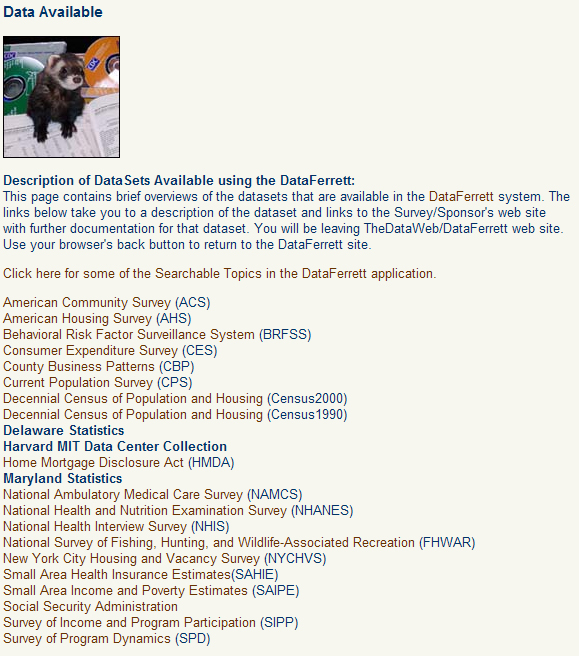 Data Available
Description of DataSets Available using the DataFerrett:
This page contains brief overviews of the datasets that are available in the DataFerrett system. The
links below take you to a description of the dataset and links to the Survey/Sponsor's web site
with further documentation for that dataset. You will be leaving TheDataWeb/DataFerrett web site.
Use your browser's back button to return to the DataFerrett site.
Click here for some of the Searchable Topics in the DataFerrett application.
American Community Survey (ACS)
American Housing Survey (AHS)
Behavioral Risk Factor Surveillance System (BRFSS)
Consumer Expenditure Survey (CES)
County Business Patterns (CBP)
Current Population Survey (CPS)
Decennial Census of Population and Housing (Census2000)
Decennial Census of Population and Housing (Census1990)
Delaware Statistics
Harvard MIT Data Center Collection
Home Mortgage Disclosure Act (HMDA)
Maryland Statistics
National Ambulatory Medical Care Survey (NAMCS)
National Health and Nutrition Examination Survey (NHANES)
National Health Interview Survey (NHIS)
National Survey of Fishing, Hunting, and Wildlife-Associated Recreation (FHWAR)
New York City Housing and Vacancy Survey (NYCHVS)
Small Area Health Insurance Estimates(SAHIE)
Small Area Income and Poverty Estimates (SAIPE)
Social Security Administration
Survey of Income and Program Participation (SIPP)
Survey of Program Dynamics (SPD)